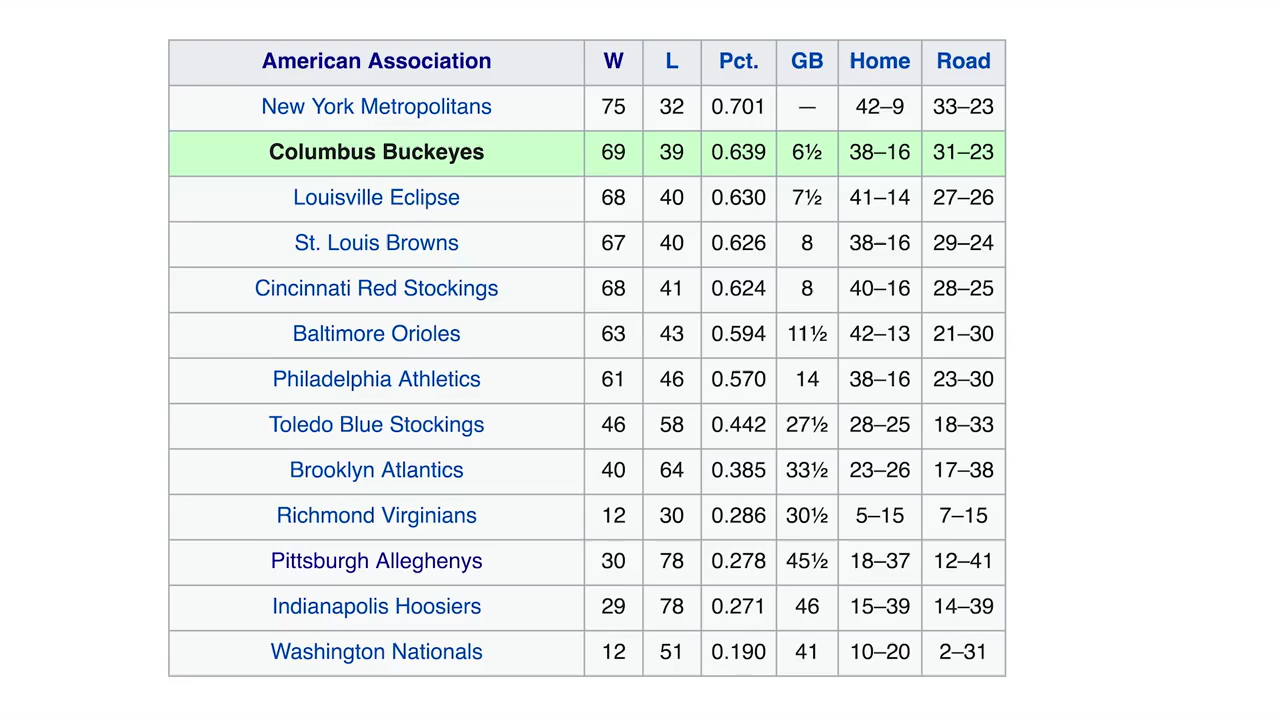 American Association W L Pct. GB Home Road
New York Metropolitans 75 32 0.701 — 42–9 33–23
Columbus Buckeyes 69 39 0.639 6½ 38–16 31–23
Louisville Eclipse 68 40 0.630 7½ 41–14 27–26
St. Louis Browns 67 40 0.626 8 38–16 29–24
Cincinnati Red Stockings 68 41 0.624 8 40–16 28–25
Baltimore Orioles 63 43 0.594 11½ 42–13 21–30
Philadelphia Athletics 61 46 0.570 14 38–16 23–30
Toledo Blue Stockings 46 58 0.442 27½ 28–25 18–33
Brooklyn Atlantics 40 64 0.385 33½ 23–26 17–38
Richmond Virginians 12 30 0.286 30½ 5–15 7–15
Pittsburgh Alleghenys 30 78 0.278 45½ 18–37 12–41
Indianapolis Hoosiers 29 78 0.271 46 15–39 14–39
Washington Nationals 12 51 0.190 41 10–20 2–31